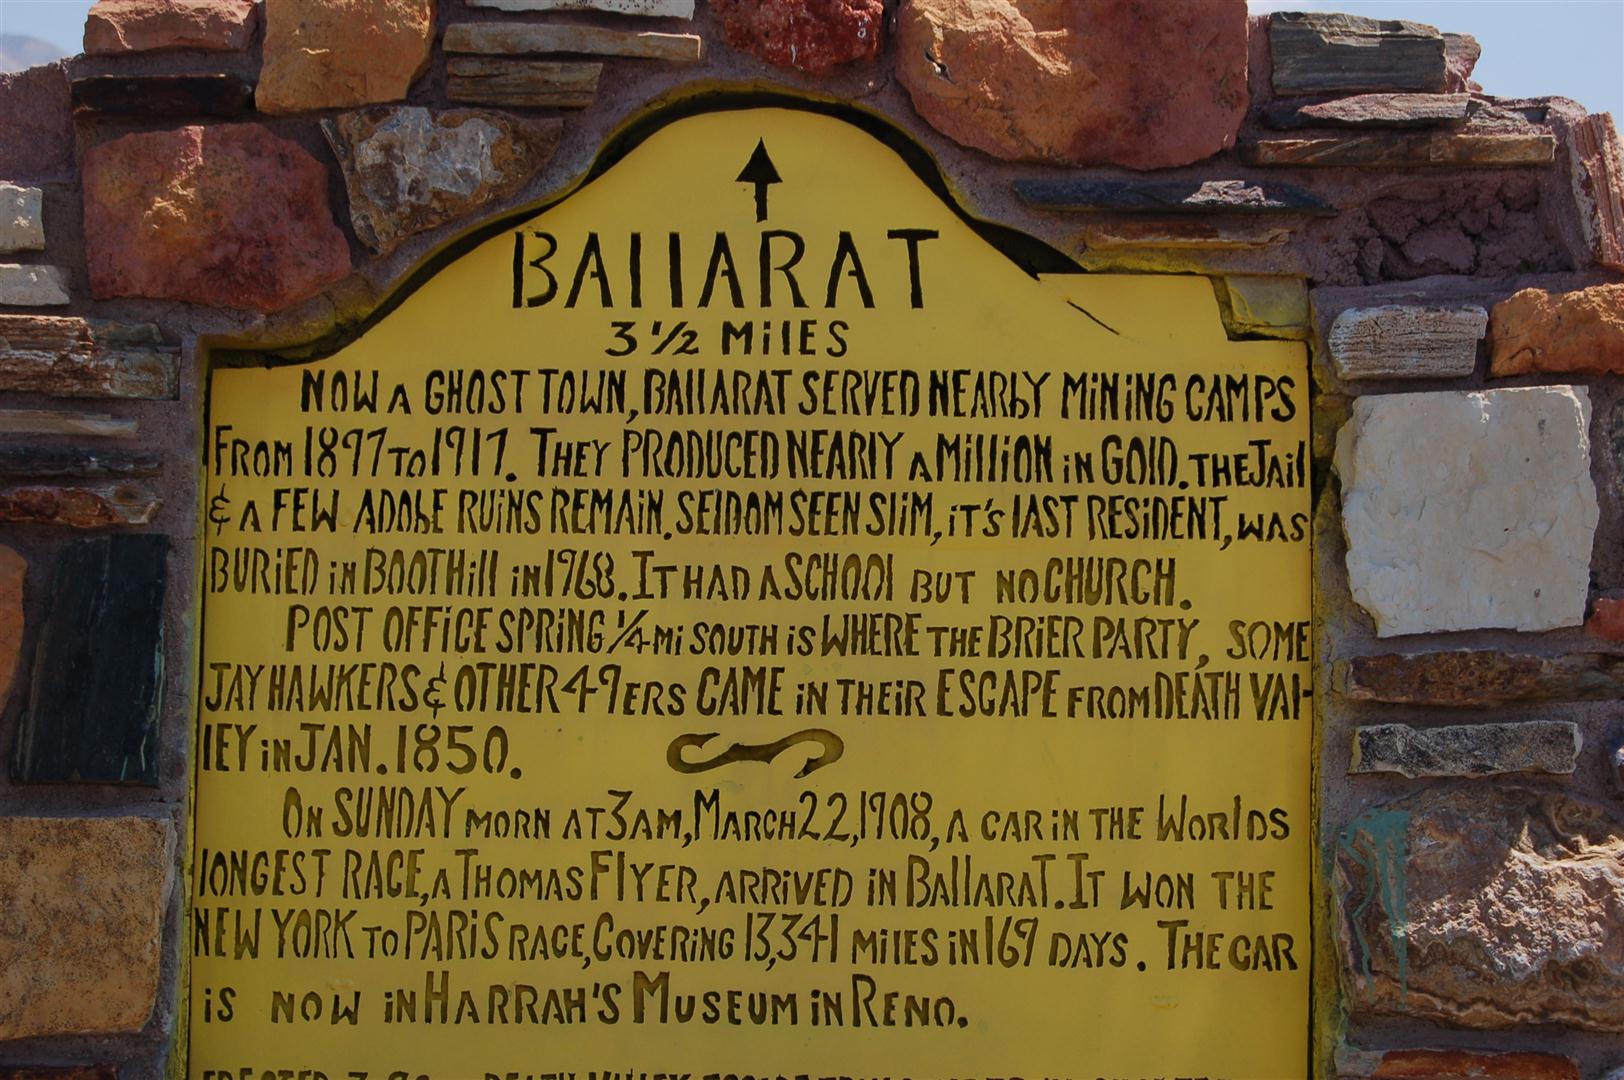 BALLARAT
3 1/2 MILES
NOW A GHOST TOWN, BALLARAT SERVED NEARBY MINING CAMPS
FROM 1897 TO 1917. THEY PRODUCED NEARLY A MILLION IN GOLD. THE JAIL
& A FEW ADOBE RUINS REMAIN. SELDOM SEEN SLIM, IT'S LAST RESIDENT, WAS
BURIED IN BOOTHILL IN 1968. IT HAD A SCHOOL BUT NO CHURCH.
POST OFFICE SPRING 1/4 MI SOUTH IS WHERE THE BRIER PARTY, SOME
JAY HAWKERS & OTHER 49ERS CAME IN THEIR ESCAPE FROM DEATH VAL-
LEY IN JAN. 1850.
ON SUNDAY MORN AT 3AM, MARCH 22, 1908, A CAR IN THE WORLDS
LONGEST RACE, A THOMAS FLYER, ARRIVED IN BALLARAT. IT WON THE
NEW YORK TO PARIS RACE, COVERING 13,341 MILES IN 169 DAYS. THE CAR
IS NOW IN HARRAH'S MUSEUM IN RENO.
ERECTED